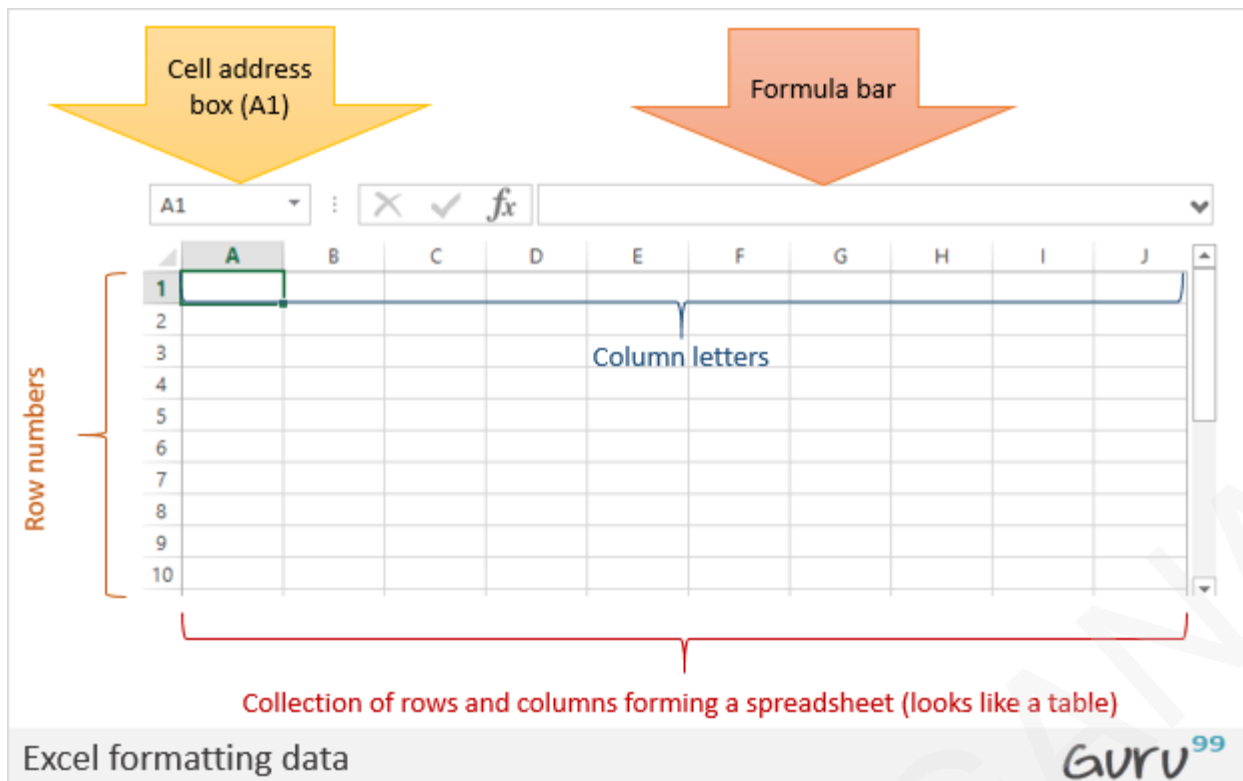 Cell address
box (A1)
Formula bar
A1
fx
A B C D E F G H I J
1
2
3
4
5
6
7
8
9
10
Column letters
Row numbers
Collection of rows and columns forming a spreadsheet (looks like a table)
Excel formatting data
Guru99